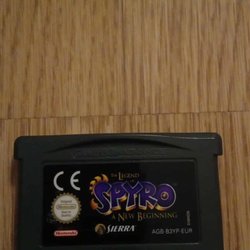 THE LEGEND
OF
SPYRO
A NEW BEGINNING
CE
Nintendo
SIERRA
AGB B3YP-EUR